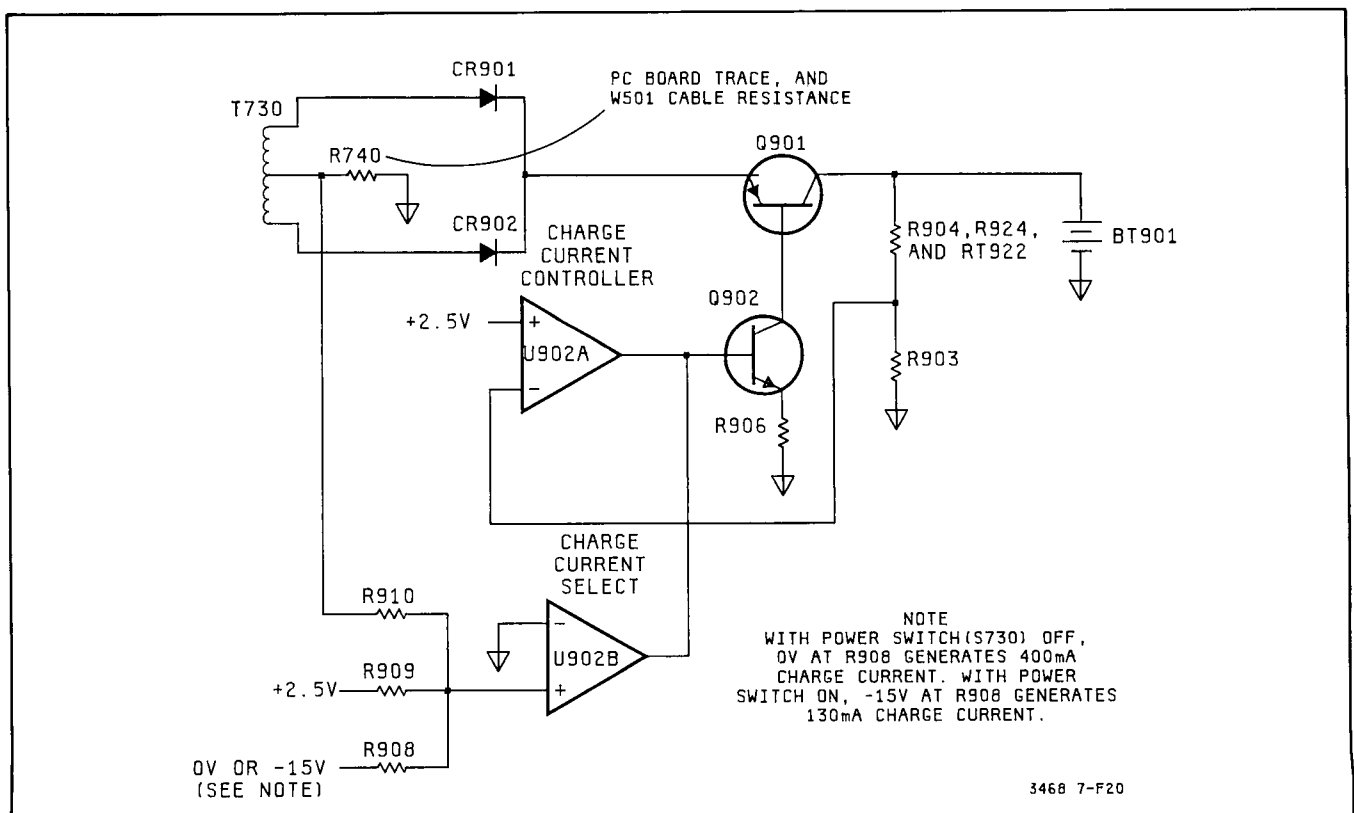 CR901
PC BOARD TRACE, AND
W501 CABLE RESISTANCE
T730
R740
Q901
CR902
CHARGE
CURRENT
CONTROLLER
R904,R924,
AND RT922
BT901
Q902
+2.5V
+
U902A
-
R903
R906
CHARGE
CURRENT
SELECT
R910
-
U902B
+
R909
+2.5V
R908
0V OR -15V
(SEE NOTE)
NOTE
WITH POWER SWITCH(S730) OFF,
0V AT R908 GENERATES 400mA
CHARGE CURRENT. WITH POWER
SWITCH ON, -15V AT R908 GENERATES
130mA CHARGE CURRENT.
3468 7-F20